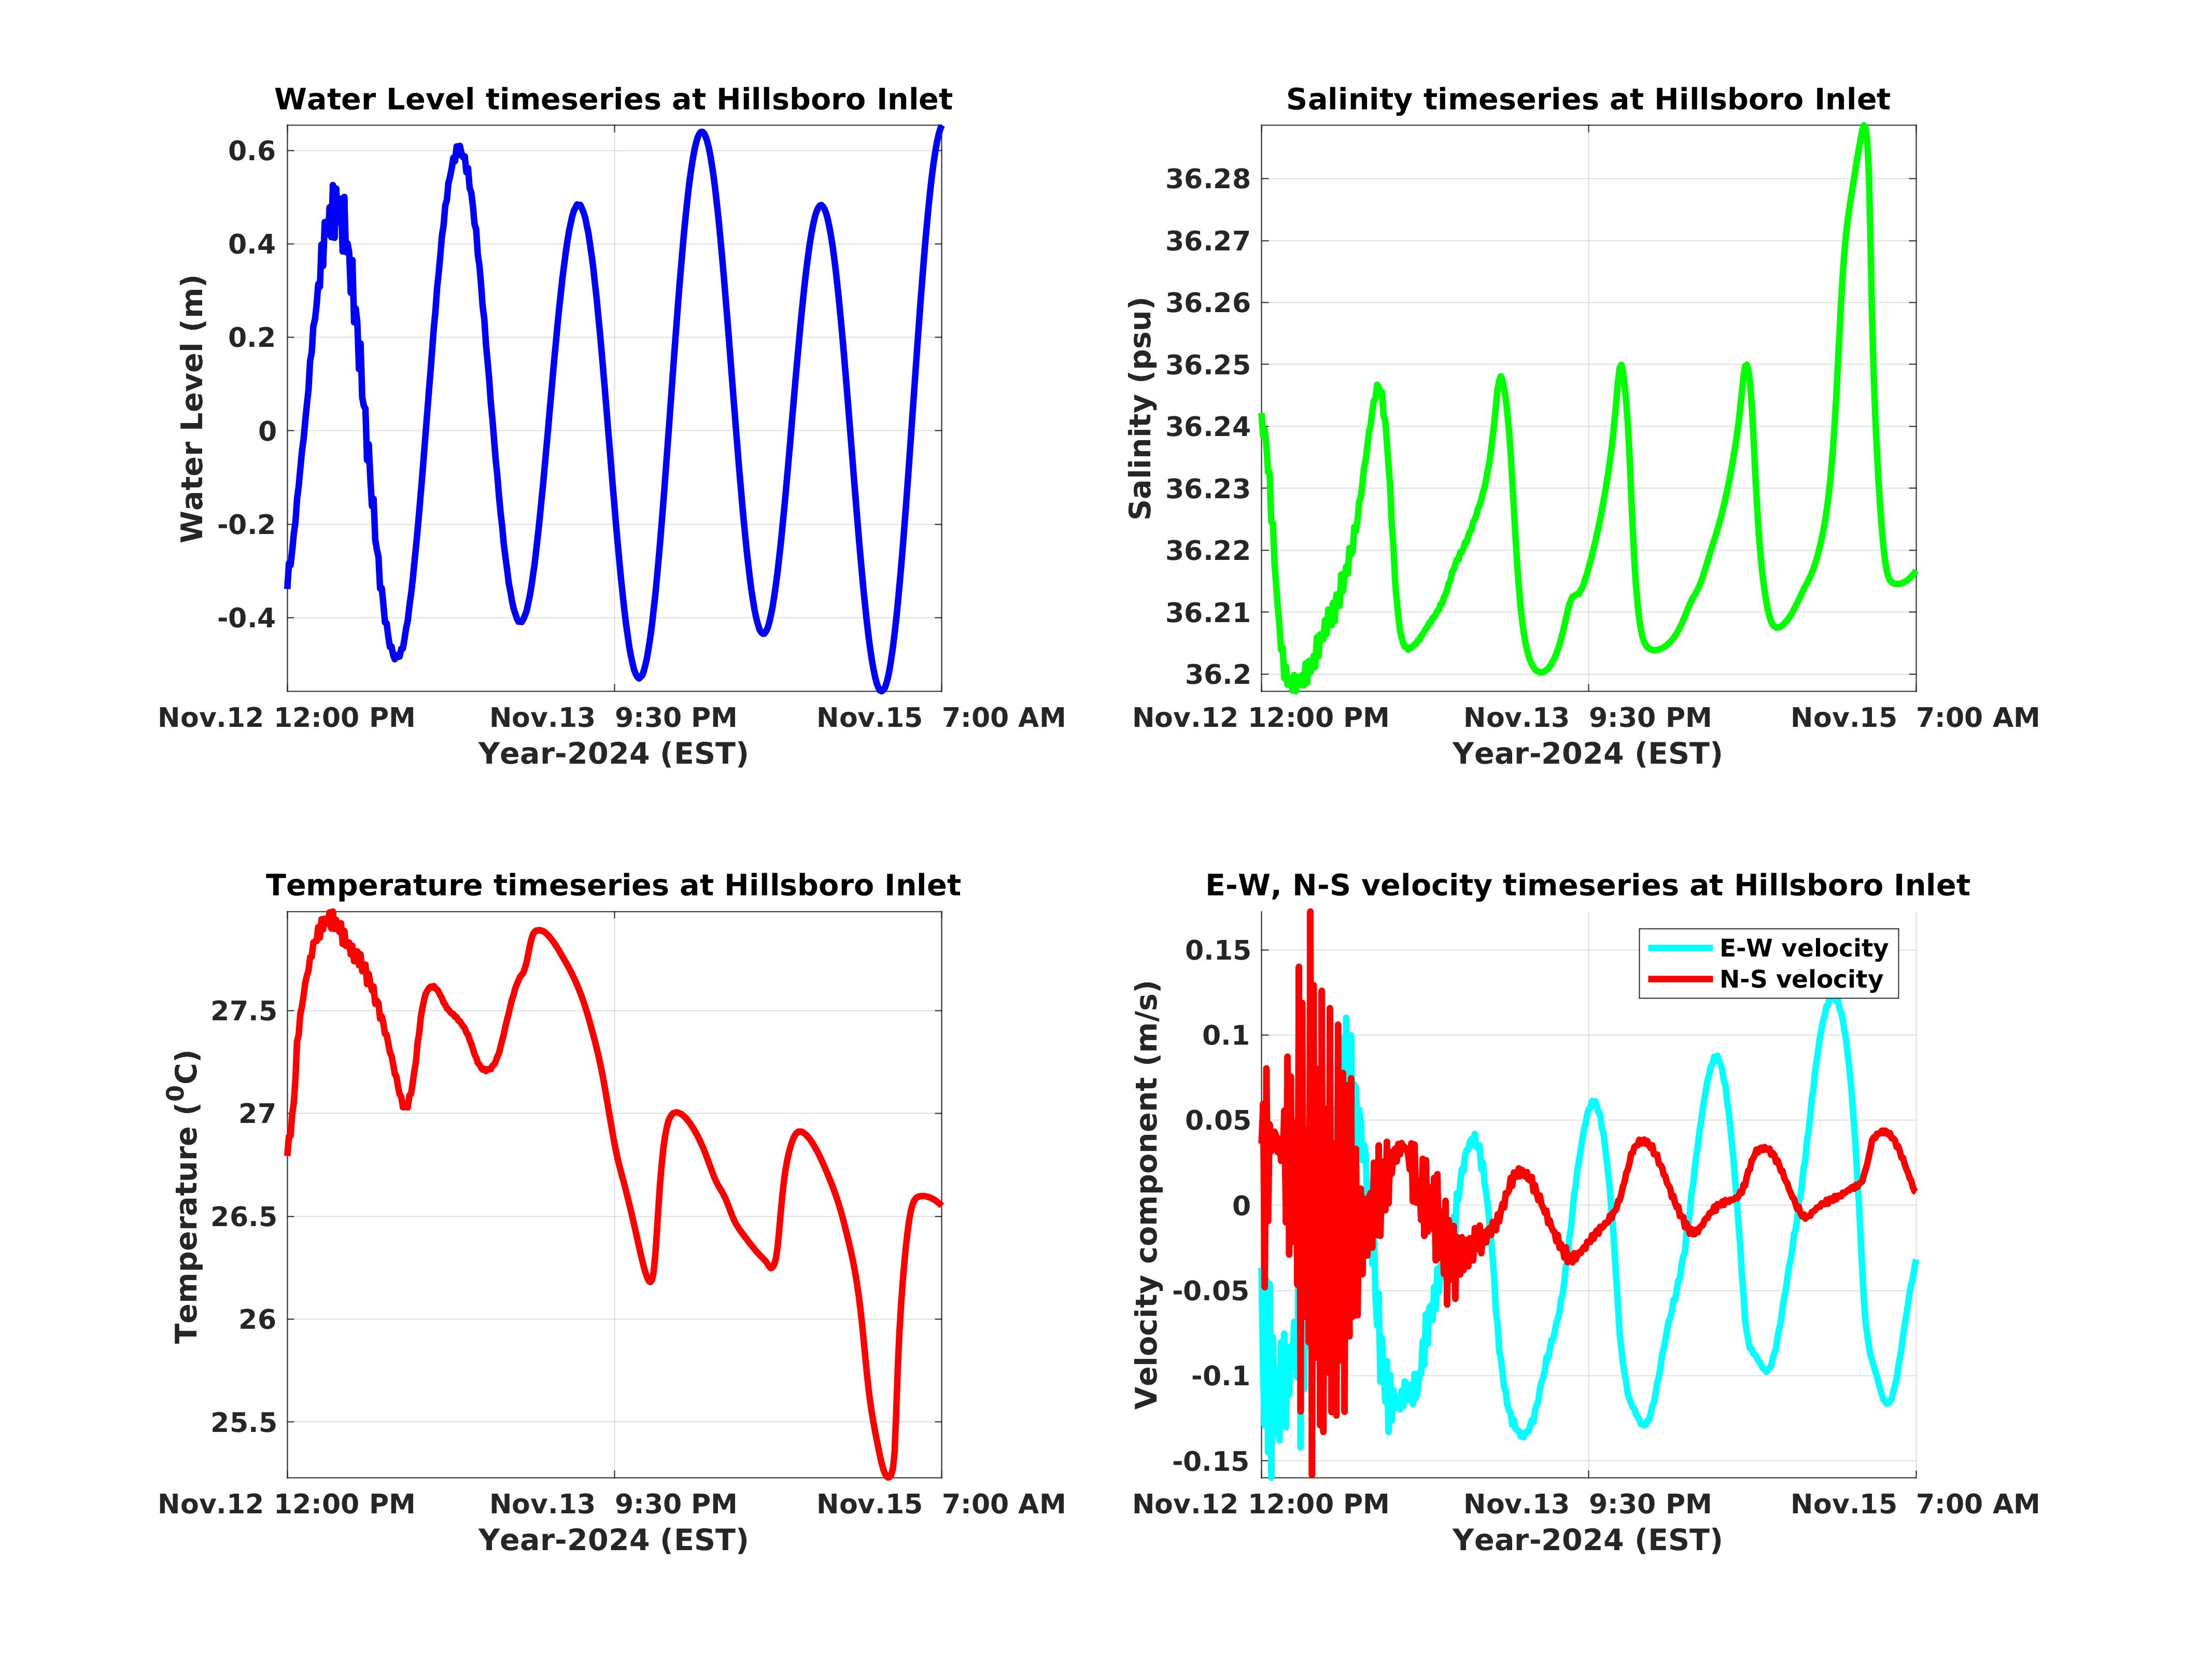 Water Level timeseries at Hillsboro Inlet
Water Level (m)
0.6
0.4
0.2
0
-0.2
-0.4
Nov.12 12:00 PM
Nov.13  9:30 PM
Nov.15  7:00 AM
Year-2024 (EST)
Salinity timeseries at Hillsboro Inlet
Salinity (psu)
36.28
36.27
36.26
36.25
36.24
36.23
36.22
36.21
36.2
Nov.12 12:00 PM
Nov.13  9:30 PM
Nov.15  7:00 AM
Year-2024 (EST)
Temperature timeseries at Hillsboro Inlet
Temperature (⁰C)
27.5
27
26.5
26
25.5
Nov.12 12:00 PM
Nov.13  9:30 PM
Nov.15  7:00 AM
Year-2024 (EST)
E-W, N-S velocity timeseries at Hillsboro Inlet
Velocity component (m/s)
0.15
0.1
0.05
0
-0.05
-0.1
-0.15
E-W velocity
N-S velocity
Nov.12 12:00 PM
Nov.13  9:30 PM
Nov.15  7:00 AM
Year-2024 (EST)